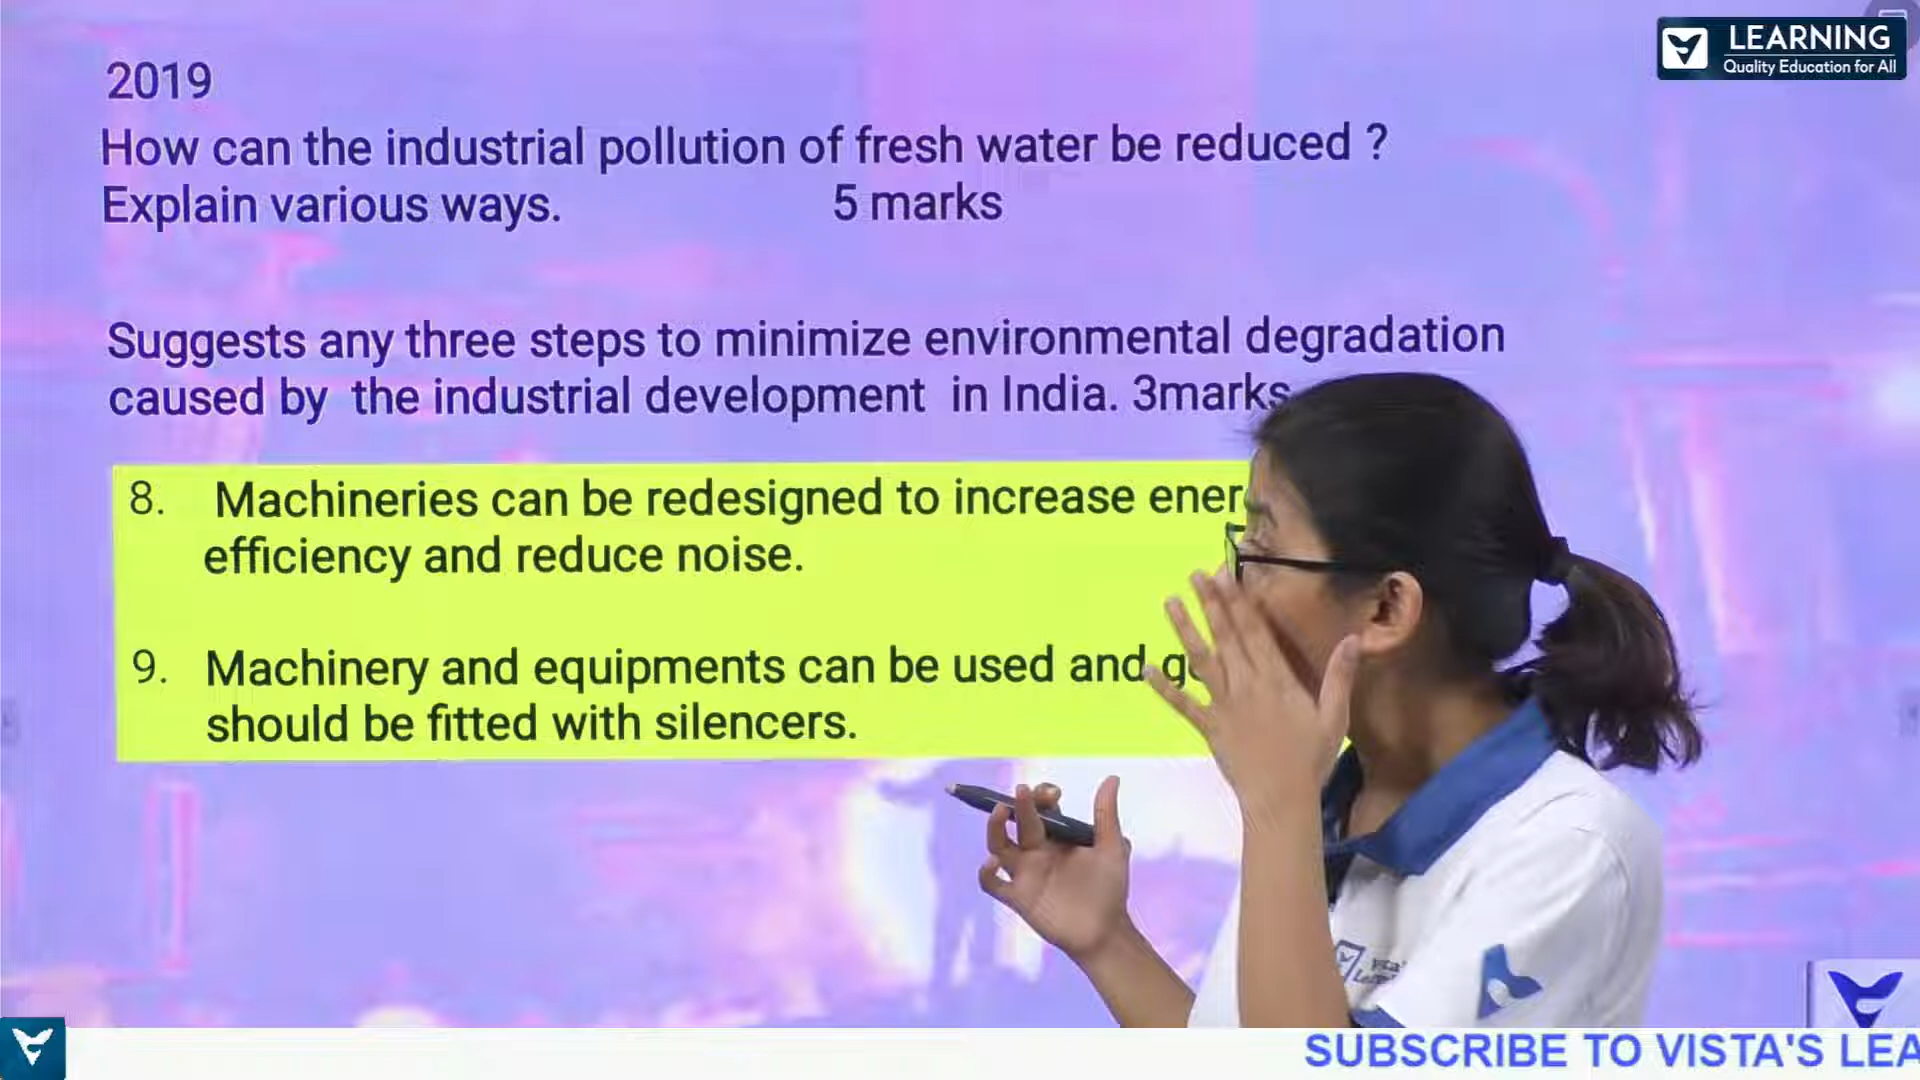 LEARNING
Quality Education for All
2019
How can the industrial pollution of fresh water be reduced ?
Explain various ways. 5 marks
Suggests any three steps to minimize environmental degradation
caused by the industrial development in India. 3marks
8. Machineries can be redesigned to increase
efficiency and reduce noise.
9. Machinery and equipments can be used and
should be fitted with silencers.
SUBSCRIBE TO VISTA'S LEA